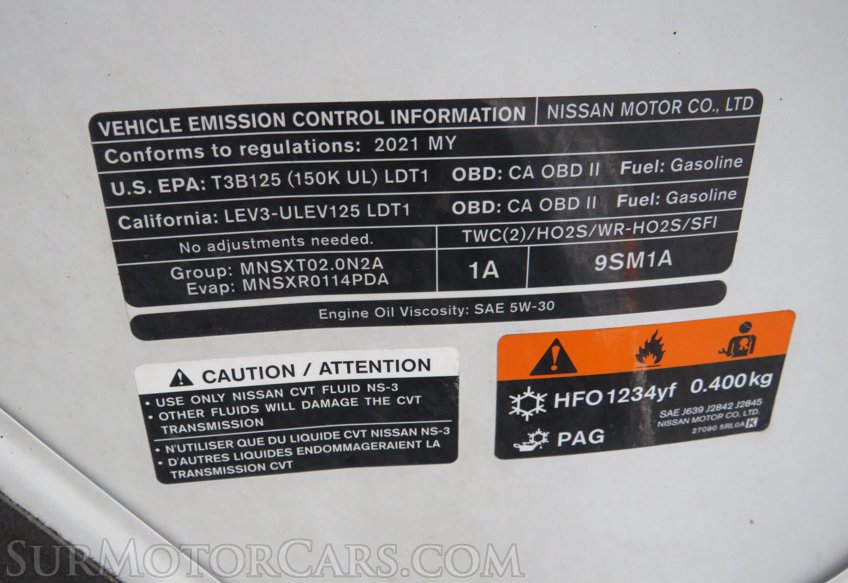 VEHICLE EMISSION CONTROL INFORMATION | NISSAN MOTOR CO., LTD
Conforms to regulations: 2021 MY
U.S. EPA: T3B125 (150K UL) LDT1 OBD: CA OBD II Fuel: Gasoline
California: LEV3-ULEV125 LDT1 OBD: CA OBD II Fuel: Gasoline
No adjustments needed. TWC(2)/HO2S/WR-HO2S/SFI
Group: MNSXT02.0N2A
Evap: MNSXR0114PDA
1A 9SM1A
Engine Oil Viscosity: SAE 5W-30
CAUTION / ATTENTION
• USE ONLY NISSAN CVT FLUID NS-3
• OTHER FLUIDS WILL DAMAGE THE CVT
TRANSMISSION
• N'UTILISER QUE DU LIQUIDE CVT NISSAN NS-3
• D'AUTRES LIQUIDES ENDOMMAGERAIENT LA
TRANSMISSION CVT
HFO1234yf 0.400kg
PAG
SAE J639 J2842 J2845
NISSAN MOTOR CO. LTD.
27090 5RL0A K
SurMotorCars.com